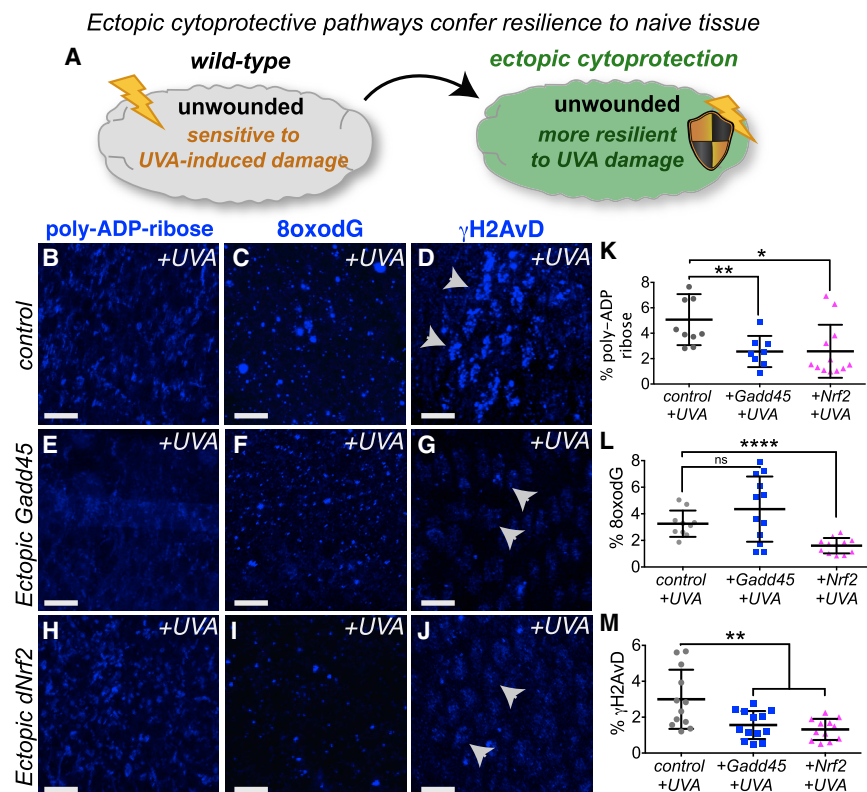 Ectopic cytoprotective pathways confer resilience to naive tissue
A
wild-type
ectopic cytoprotection
unwounded
sensitive to
UVA-induced damage
unwounded
more resilient
to UVA damage
poly-ADP-ribose
8oxodG
γH2AvD
control
B
+UVA
C
+UVA
D
+UVA
Ectopic Gadd45
E
+UVA
F
+UVA
G
+UVA
Ectopic dNrf2
H
+UVA
I
+UVA
J
+UVA
K
*
**
% poly–ADP
ribose
8
6
4
2
0
control
+UVA
+Gadd45
+UVA
+Nrf2
+UVA
L
****
ns
% 8oxodG
8
6
4
2
0
control
+UVA
+Gadd45
+UVA
+Nrf2
+UVA
M
**
% γH2AvD
6
4
2
0
control
+UVA
+Gadd45
+UVA
+Nrf2
+UVA